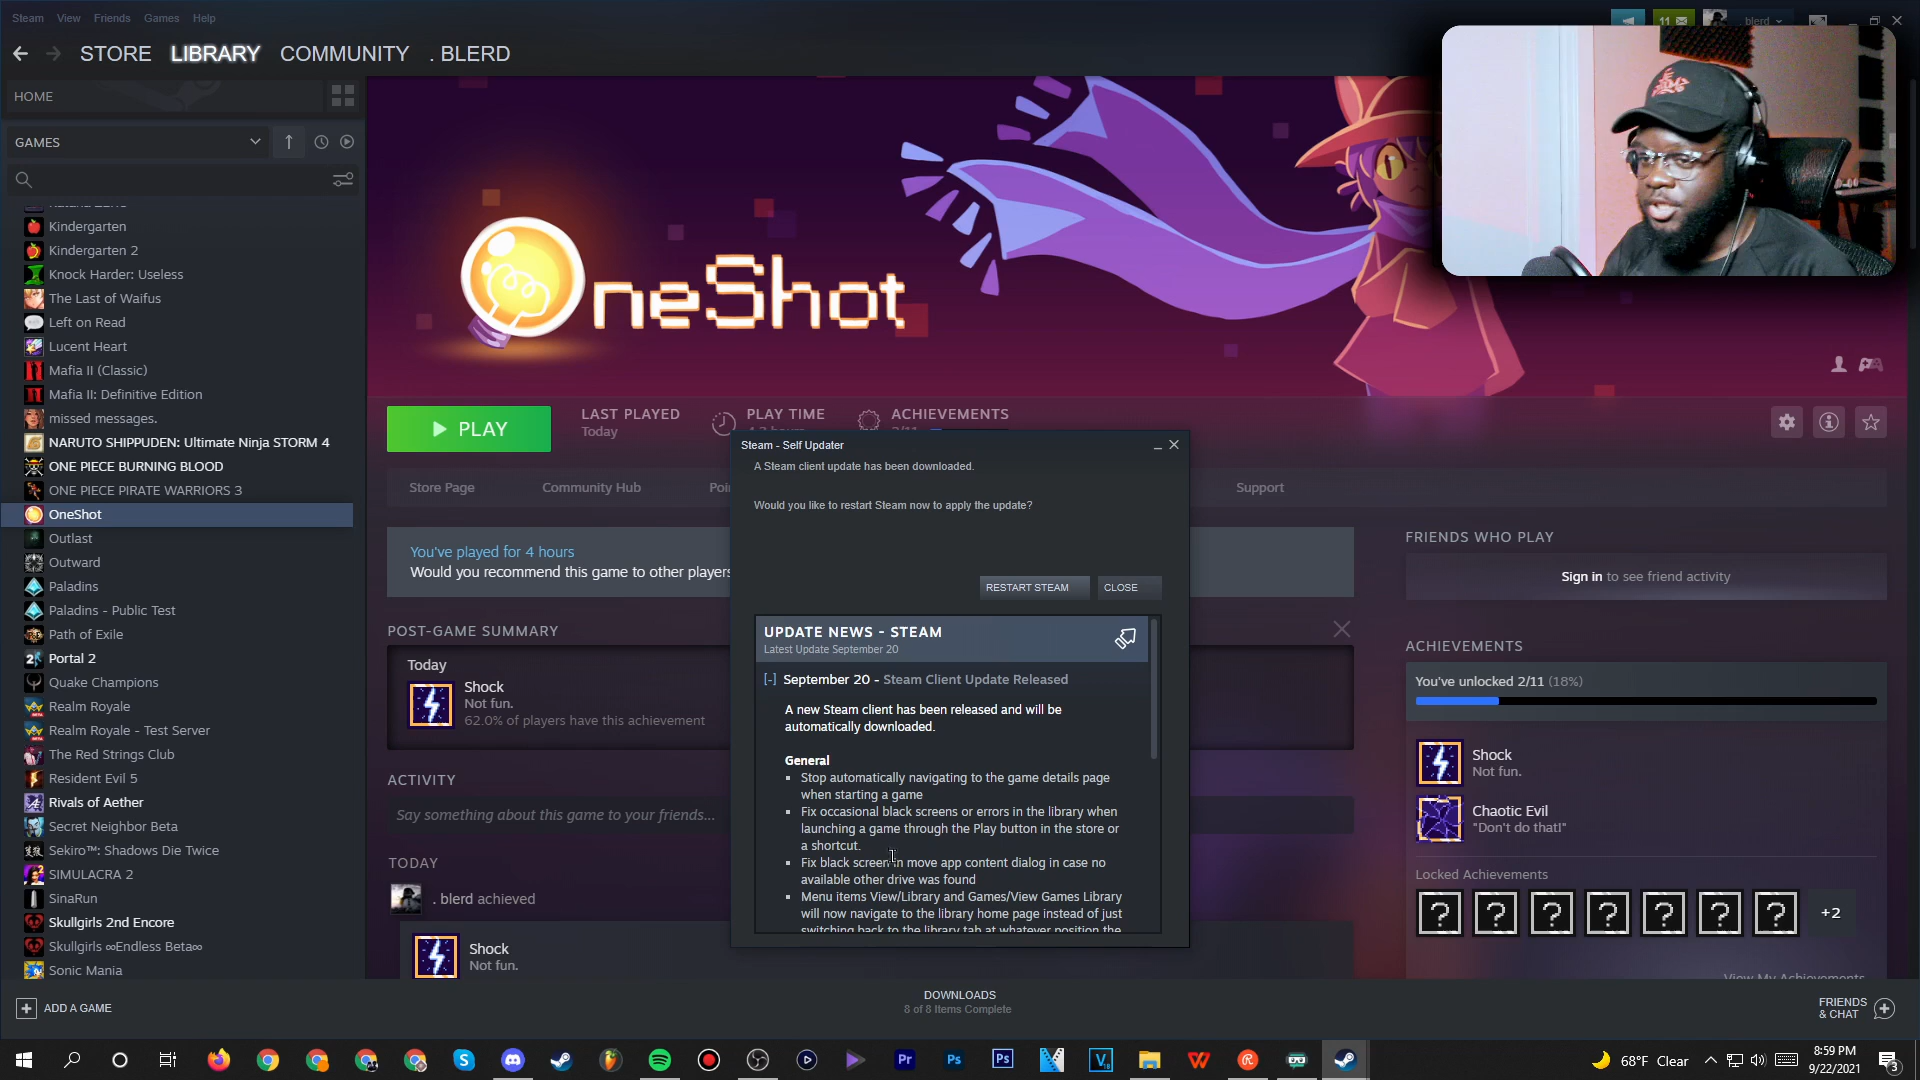 Steam View Friends Games Help
11
blerd
STORE LIBRARY COMMUNITY . BLERD
HOME
GAMES
Kindergarten
Kindergarten 2
Knock Harder: Useless
The Last of Waifus
Left on Read
Lucent Heart
Mafia II (Classic)
Mafia II: Definitive Edition
missed messages.
NARUTO SHIPPUDEN: Ultimate Ninja STORM 4
ONE PIECE BURNING BLOOD
ONE PIECE PIRATE WARRIORS 3
OneShot
Outlast
Outward
Paladins
Paladins - Public Test
Path of Exile
Portal 2
Quake Champions
Realm Royale
Realm Royale - Test Server
The Red Strings Club
Resident Evil 5
Rivals of Aether
Secret Neighbor Beta
Sekiro™: Shadows Die Twice
SIMULACRA 2
SinaRun
Skullgirls 2nd Encore
Skullgirls ∞Endless Beta∞
Sonic Mania
ADD A GAME
OneShot
PLAY
LAST PLAYED
Today
PLAY TIME
ACHIEVEMENTS
Store Page Community Hub Support
You've played for 4 hours
Would you recommend this game to other players
POST-GAME SUMMARY
Today
Shock
Not fun.
62.0% of players have this achievement
ACTIVITY
Say something about this game to your friends...
TODAY
. blerd achieved
Shock
Not fun.
Steam - Self Updater
A Steam client update has been downloaded.
Would you like to restart Steam now to apply the update?
RESTART STEAM CLOSE
UPDATE NEWS - STEAM
Latest Update September 20
[-] September 20 - Steam Client Update Released
A new Steam client has been released and will be
automatically downloaded.
General
Stop automatically navigating to the game details page
when starting a game
Fix occasional black screens or errors in the library when
launching a game through the Play button in the store or
a shortcut.
Fix black screen in move app content dialog in case no
available other drive was found
Menu items View/Library and Games/View Games Library
will now navigate to the library home page instead of just
switching back to the library tab at whatever position the
FRIENDS WHO PLAY
Sign in to see friend activity
ACHIEVEMENTS
You've unlocked 2/11 (18%)
Shock
Not fun.
Chaotic Evil
"Don't do that!"
Locked Achievements
+2
View My Achievements
DOWNLOADS
8 of 8 Items Complete
FRIENDS
& CHAT
68°F Clear
8:59 PM
9/22/2021
3